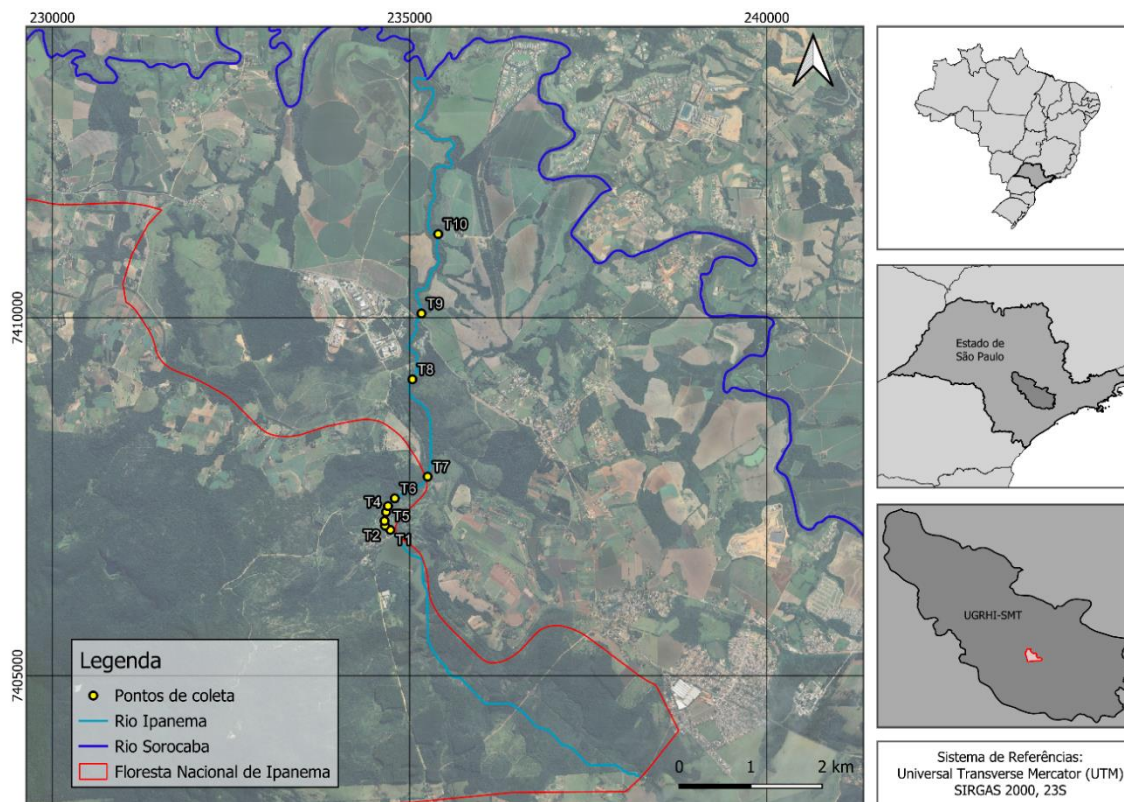 230000
235000
240000
7410000
7405000
T10
T9
T8
T7
T6
T4
T5
T2
T1
Legenda
Pontos de coleta
Rio Ipanema
Rio Sorocaba
Floresta Nacional de Ipanema
0 1 2 km
Estado de
São Paulo
UGRHI-SMT
Sistema de Referências:
Universal Transverse Mercator (UTM)
SIRGAS 2000, 23S